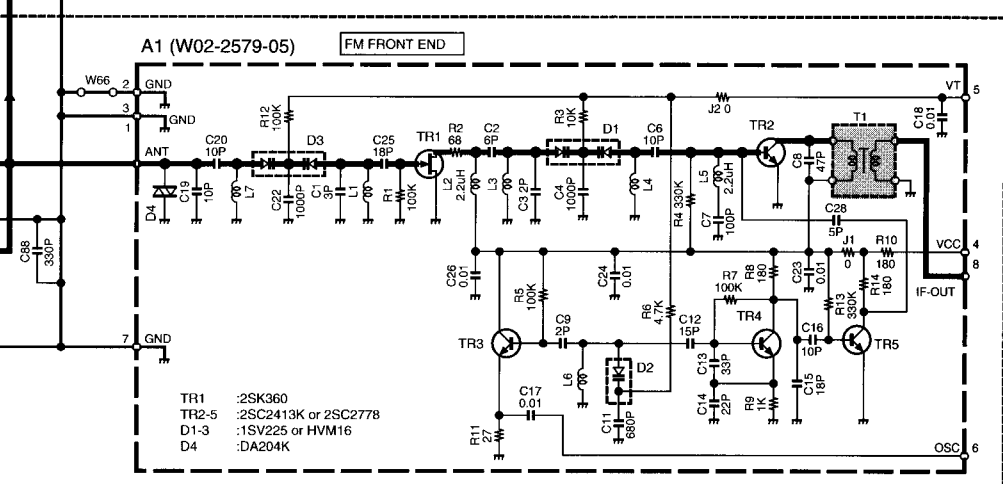 A1 (W02-2579-05)
FM FRONT END
W66
2
GND
3
GND
1
ANT
C20
10P
R12
100K
D3
C25
18P
TR1
R2
68
C2
6P
R3
10K
D1
C6
10P
J2 0
TR2
T1
VT
5
C18
0.01
D4
C19
10P
L7
C22
1000P
C1
3P
L1
R1
100K
L2
2.2uH
L3
C3 2P
C4
1000P
L4
R4 330K
L5
2.2uH
C7
100P
C8
47P
C28
5P
C88
330P
C26
0.01
R5
100K
C24
0.01
R6
4.7K
R7
100K
R8
180
C23
0.01
J1
0
R10
180
R13
330K
R14
180
VCC
4
8
IF-OUT
7
GND
TR3
C9
2P
L6
D2
C12
15P
TR4
C13
33P
C14
22P
R9
1K
C16
10P
C15
18P
TR5
C11
680P
C17
0.01
R11
27
OSC
6
TR1 :2SK360
TR2-5 :2SC2413K or 2SC2778
D1-3 :1SV225 or HVM16
D4 :DA204K